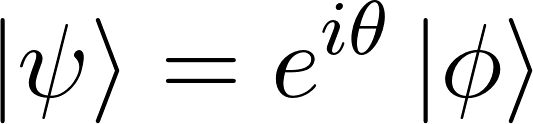 |ψ⟩ = e^{iθ} |ϕ⟩